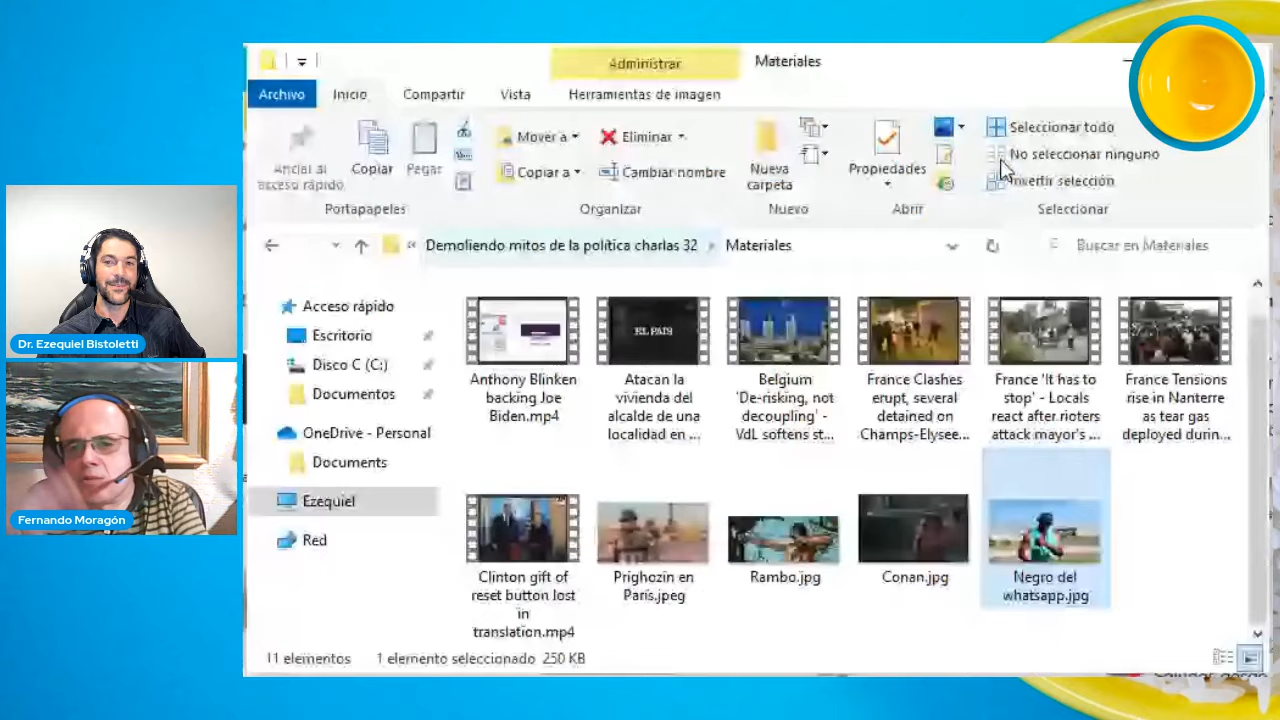 Administrar
Materiales
Archivo
Inicio
Compartir
Vista
Herramientas de imagen
Anclar al
acceso rápido
Copiar
Pegar
Mover a
Copiar a
Eliminar
Cambiar nombre
Nueva
carpeta
Propiedades
Seleccionar todo
No seleccionar ninguno
Invertir selección
Portapapeles
Organizar
Nuevo
Abrir
Seleccionar
« Demoliendo mitos de la política charlas 32 > Materiales
Buscar en Materiales
Acceso rápido
Escritorio
Disco C (C:)
Documentos
OneDrive - Personal
Documents
Ezequiel
Red
EL PAIS
Anthony Blinken
backing Joe
Biden.mp4
Atacan la
vivienda del
alcalde de una
localidad en ...
Belgium
'De-risking, not
decoupling' -
VdL softens st...
France Clashes
erupt, several
detained on
Champs-Elysee...
France 'It has to
stop' - Locals
react after rioters
attack mayor's ...
France Tensions
rise in Nanterre
as tear gas
deployed durin...
Clinton gift of
reset button lost
in
translation.mp4
Prighozin en
París.jpeg
Rambo.jpg
Conan.jpg
Negro del
whatsapp.jpg
11 elementos
1 elemento seleccionado 250 KB
Dr. Ezequiel Bistoletti
Fernando Moragón